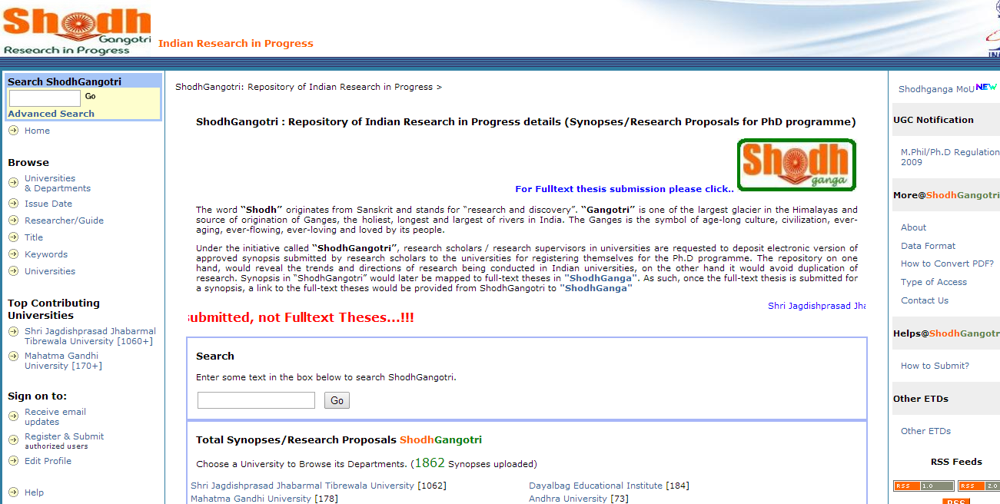 Shodh
Gangotri
Research in Progress
Indian Research in Progress
Search ShodhGangotri
Go
Advanced Search
Home
Browse
Universities
& Departments
Issue Date
Researcher/Guide
Title
Keywords
Universities
Top Contributing
Universities
Shri Jagdishprasad Jhabarmal
Tibrewala University [1060+]
Mahatma Gandhi
University [170+]
Sign on to:
Receive email
updates
Register & Submit
authorized users
Edit Profile
Help
ShodhGangotri: Repository of Indian Research in Progress >
ShodhGangotri : Repository of Indian Research in Progress details (Synopses/Research Proposals for PhD programme)
Shodh
ganga
For Fulltext thesis submission please click..
The word “Shodh” originates from Sanskrit and stands for “research and discovery”. “Gangotri” is one of the largest glacier in the Himalayas and
source of origination of Ganges, the holiest, longest and largest of rivers in India. The Ganges is the symbol of age-long culture, civilization, ever-
aging, ever-flowing, ever-loving and loved by its people.
Under the initiative called “ShodhGangotri”, research scholars / research supervisors in universities are requested to deposit electronic version of
approved synopsis submitted by research scholars to the universities for registering themselves for the Ph.D programme. The repository on one
hand, would reveal the trends and directions of research being conducted in Indian universities, on the other hand it would avoid duplication of
research. Synopsis in “ShodhGangotri” would later be mapped to full-text theses in "ShodhGanga". As such, once the full-text thesis is submitted for
a synopsis, a link to the full-text theses would be provided from ShodhGangotri to "ShodhGanga"
Shri Jagdishprasad Jha
ubmitted, not Fulltext Theses...!!!
Search
Enter some text in the box below to search ShodhGangotri.
Go
Total Synopses/Research Proposals ShodhGangotri
Choose a University to Browse its Departments. (1862 Synopses uploaded)
Shri Jagdishprasad Jhabarmal Tibrewala University [1062]
Dayalbag Educational Institute [184]
Mahatma Gandhi University [178]
Andhra University [73]
Shodhganga MoU NEW
UGC Notification
M.Phil/Ph.D Regulation
2009
More@ShodhGangotri
About
Data Format
How to Convert PDF?
Type of Access
Contact Us
Helps@ShodhGangotr
How to Submit?
Other ETDs
Other ETDs
RSS Feeds
RSS 1.0
RSS 2.0
RSS